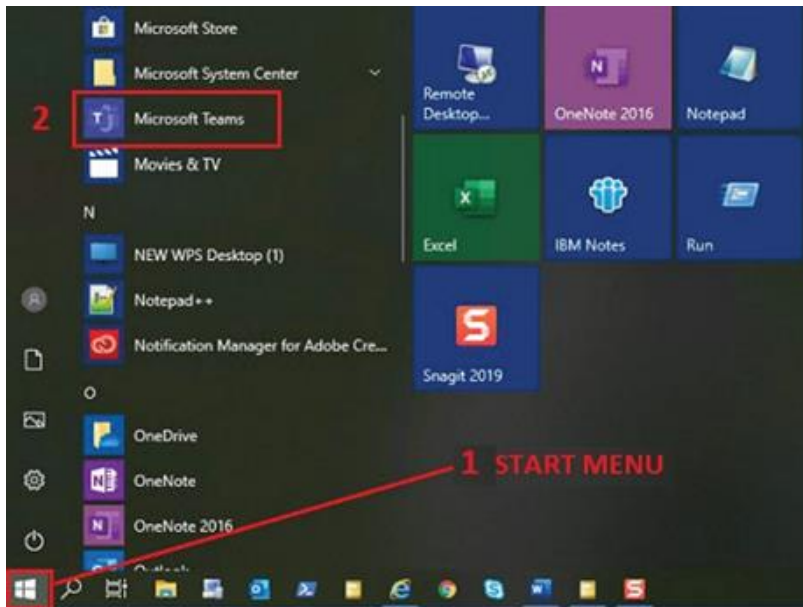 Microsoft Store
Microsoft System Center
2
Microsoft Teams
Movies & TV
N
NEW WPS Desktop (1)
Notepad++
Notification Manager for Adobe Cre...
O
OneDrive
OneNote
OneNote 2016
Outlook
Remote
Desktop...
OneNote 2016
Notepad
Excel
IBM Notes
Run
Snagit 2019
1 START MENU